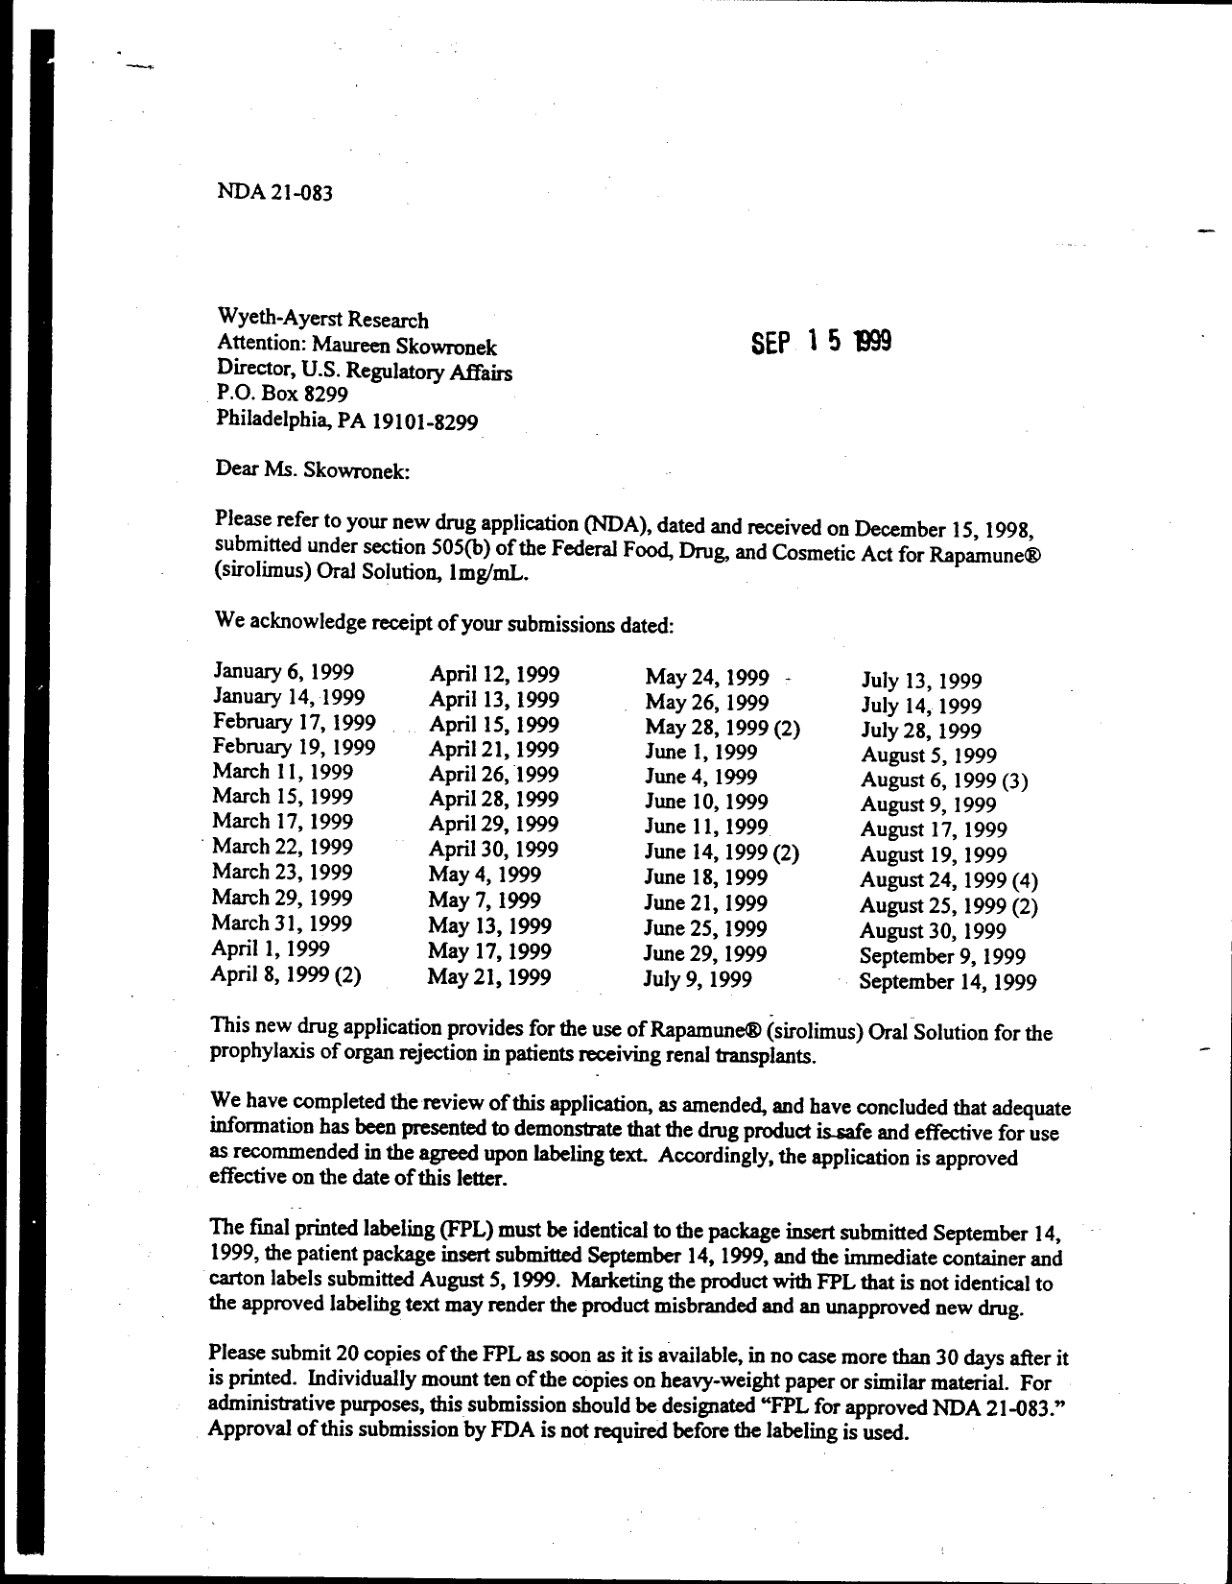 NDA 21-083
Wyeth-Ayerst Research
Attention: Maureen Skowronek
Director, U.S. Regulatory Affairs
P.O. Box 8299
Philadelphia, PA 19101-8299
SEP 15 1999
Dear Ms. Skowronek:
Please refer to your new drug application (NDA), dated and received on December 15, 1998,
submitted under section 505(b) of the Federal Food, Drug, and Cosmetic Act for Rapamune®
(sirolimus) Oral Solution, 1mg/mL.
We acknowledge receipt of your submissions dated:
January 6, 1999 April 12, 1999 May 24, 1999 July 13, 1999
January 14, 1999 April 13, 1999 May 26, 1999 July 14, 1999
February 17, 1999 April 15, 1999 May 28, 1999 (2) July 28, 1999
February 19, 1999 April 21, 1999 June 1, 1999 August 5, 1999
March 11, 1999 April 26, 1999 June 4, 1999 August 6, 1999 (3)
March 15, 1999 April 28, 1999 June 10, 1999 August 9, 1999
March 17, 1999 April 29, 1999 June 11, 1999 August 17, 1999
March 22, 1999 April 30, 1999 June 14, 1999 (2) August 19, 1999
March 23, 1999 May 4, 1999 June 18, 1999 August 24, 1999 (4)
March 29, 1999 May 7, 1999 June 21, 1999 August 25, 1999 (2)
March 31, 1999 May 13, 1999 June 25, 1999 August 30, 1999
April 1, 1999 May 17, 1999 June 29, 1999 September 9, 1999
April 8, 1999 (2) May 21, 1999 July 9, 1999 September 14, 1999
This new drug application provides for the use of Rapamune® (sirolimus) Oral Solution for the
prophylaxis of organ rejection in patients receiving renal transplants.
We have completed the review of this application, as amended, and have concluded that adequate
information has been presented to demonstrate that the drug product is safe and effective for use
as recommended in the agreed upon labeling text. Accordingly, the application is approved
effective on the date of this letter.
The final printed labeling (FPL) must be identical to the package insert submitted September 14,
1999, the patient package insert submitted September 14, 1999, and the immediate container and
carton labels submitted August 5, 1999. Marketing the product with FPL that is not identical to
the approved labeling text may render the product misbranded and an unapproved new drug.
Please submit 20 copies of the FPL as soon as it is available, in no case more than 30 days after it
is printed. Individually mount ten of the copies on heavy-weight paper or similar material. For
administrative purposes, this submission should be designated “FPL for approved NDA 21-083.”
Approval of this submission by FDA is not required before the labeling is used.